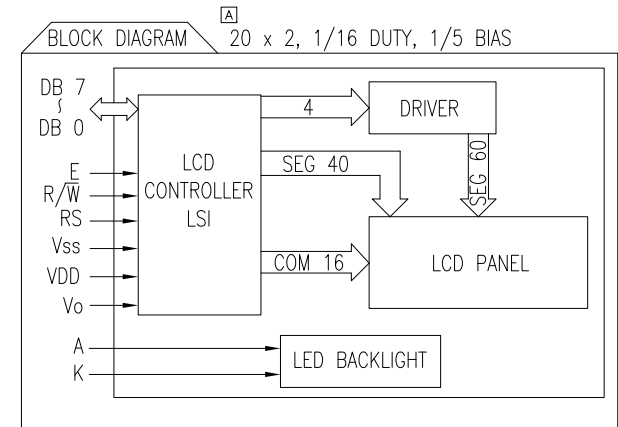 A
BLOCK DIAGRAM 20 x 2, 1/16 DUTY, 1/5 BIAS
DB 7
∫
DB 0
4
DRIVER
LCD
CONTROLLER
LSI
SEG 40
SEG 60
E
R/W̅
RS
Vss
VDD
Vo
COM 16
LCD PANEL
A
K
LED BACKLIGHT